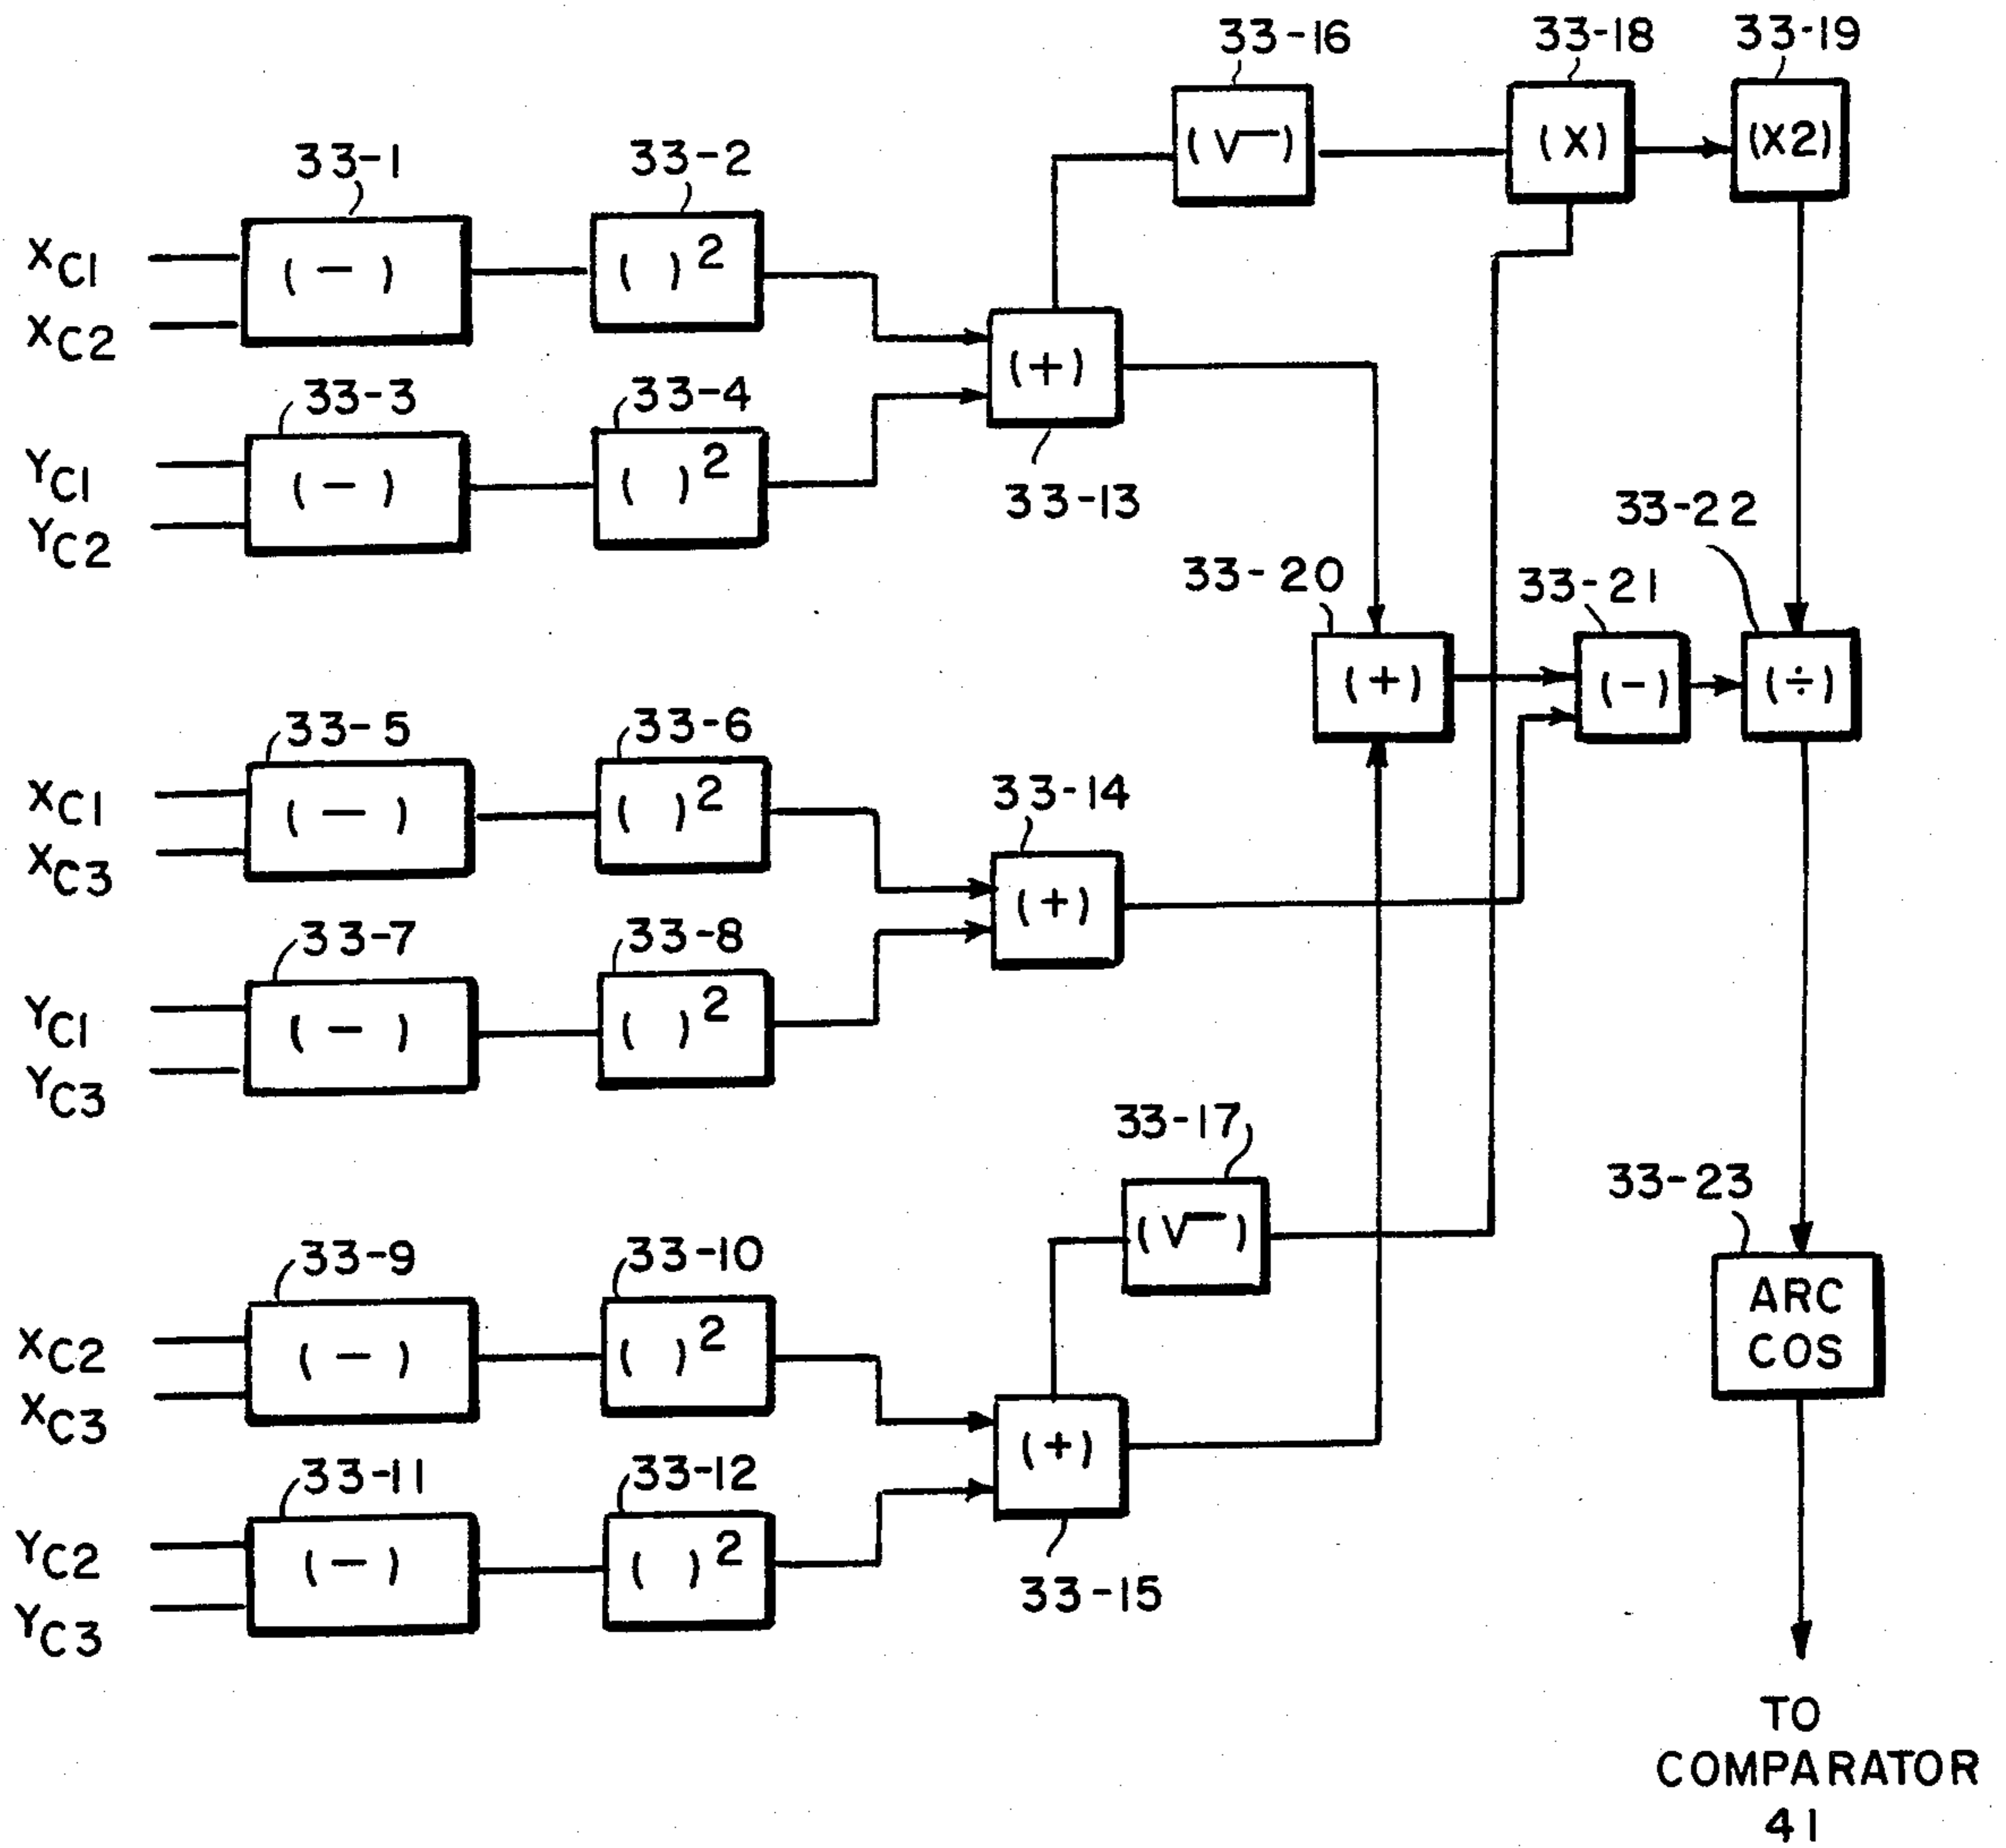 33-16
33-18
33-19
(√‾)
(X)
(X2)
33-1
33-2
XC1
XC2
(−)
( )2
33-3
33-4
(+)
YC1
YC2
(−)
( )2
33-13
33-22
33-20
33-21
(+)
(−)
(÷)
33-5
33-6
XC1
XC3
(−)
( )2
33-14
(+)
33-7
33-8
YC1
YC3
(−)
( )2
33-17
(√‾)
33-23
ARC
COS
33-9
33-10
XC2
XC3
(−)
( )2
(+)
33-11
33-12
YC2
YC3
(−)
( )2
33-15
TO
COMPARATOR
41